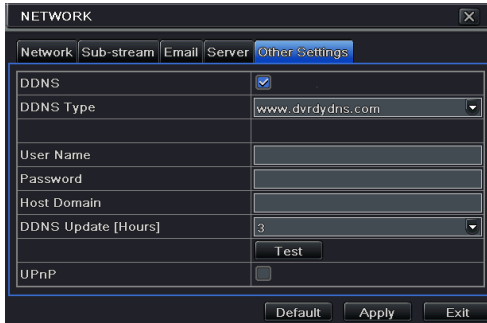 NETWORK
Network Sub-stream Email Server Other Settings
DDNS
DDNS Type www.dvrdydns.com
User Name
Password
Host Domain
DDNS Update [Hours] 3
Test
UPnP
Default Apply Exit